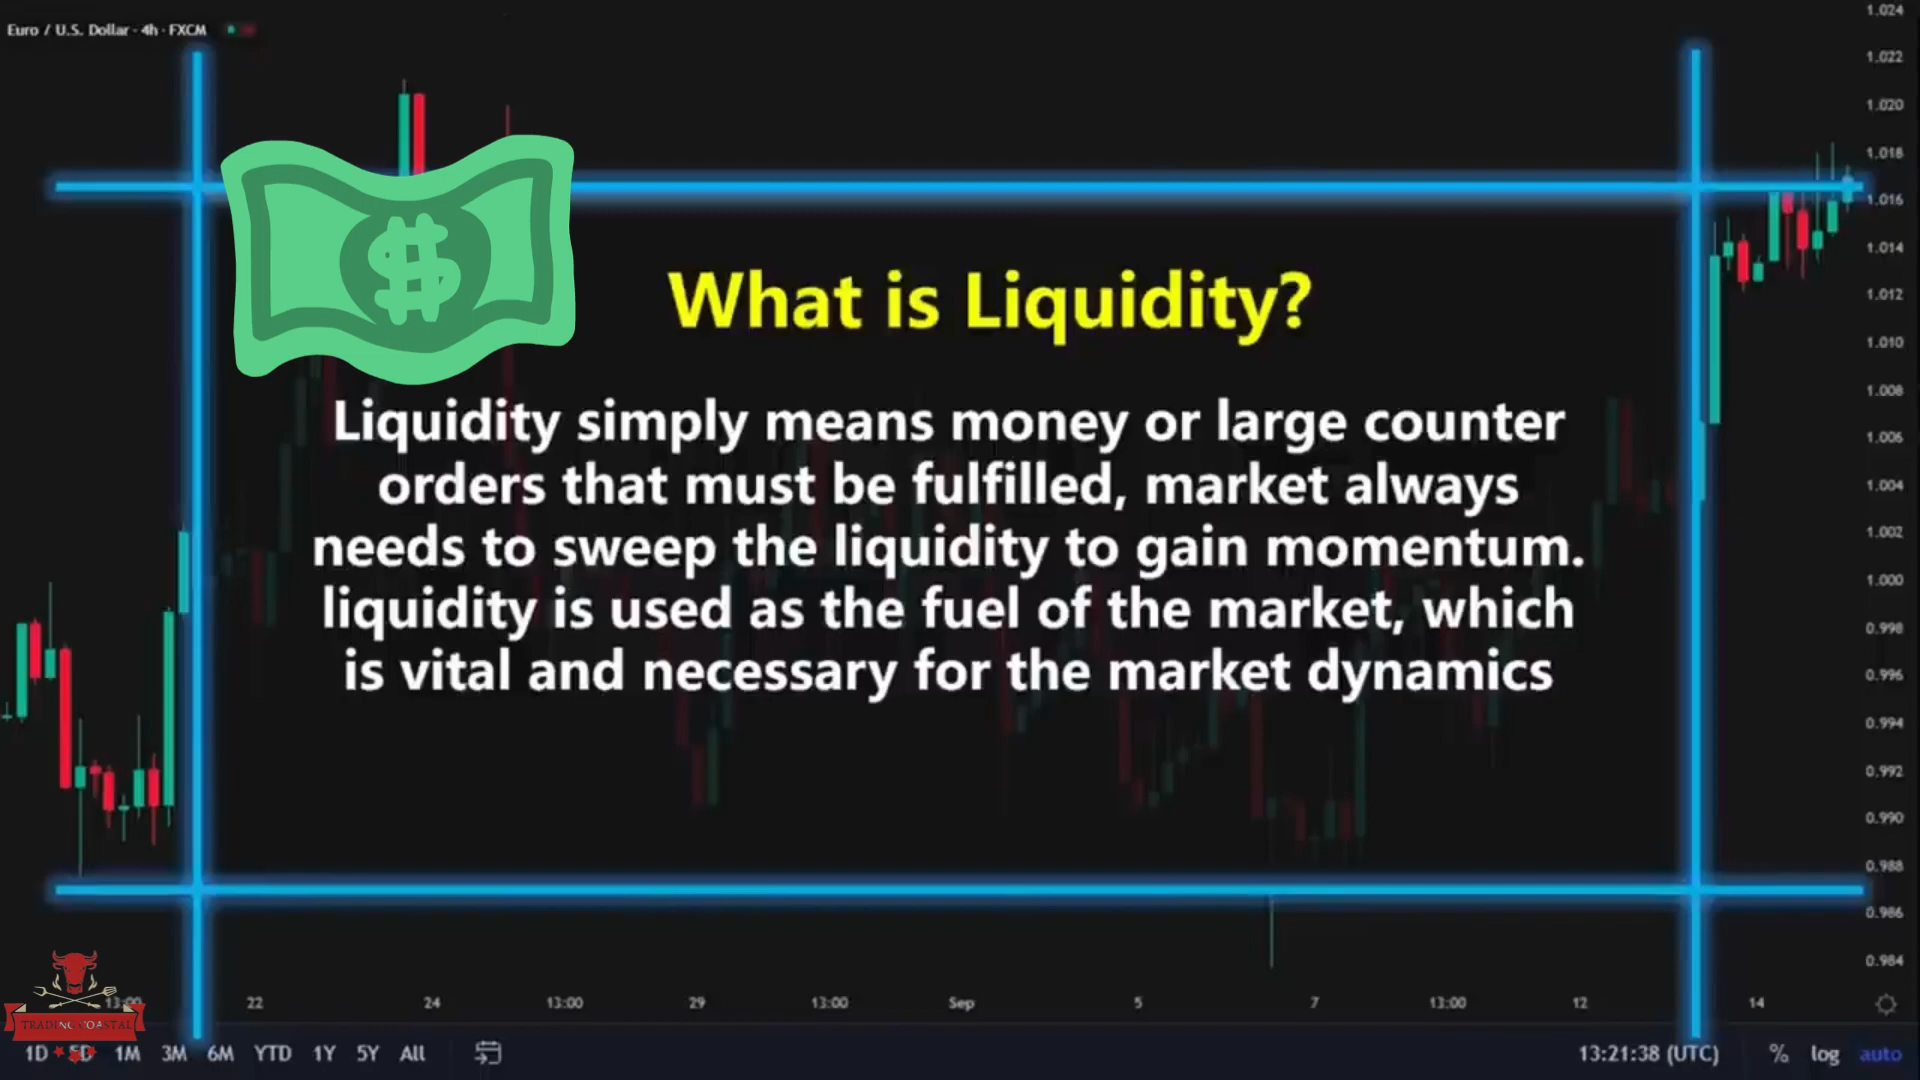 Euro / U.S. Dollar - 4h - FXCM
1.024
1.022
1.020
1.018
1.016
1.014
1.012
1.010
1.008
1.006
1.004
1.002
1.000
0.998
0.996
0.994
0.992
0.990
0.988
0.986
0.984
$
What is Liquidity?
Liquidity simply means money or large counter
orders that must be fulfilled, market always
needs to sweep the liquidity to gain momentum.
liquidity is used as the fuel of the market, which
is vital and necessary for the market dynamics
13:00 22 24 13:00 29 13:00 Sep 5 7 13:00 12 14
TRADING COASTAL
1D 5D 1M 3M 6M YTD 1Y 5Y All 13:21:38 (UTC) % log auto